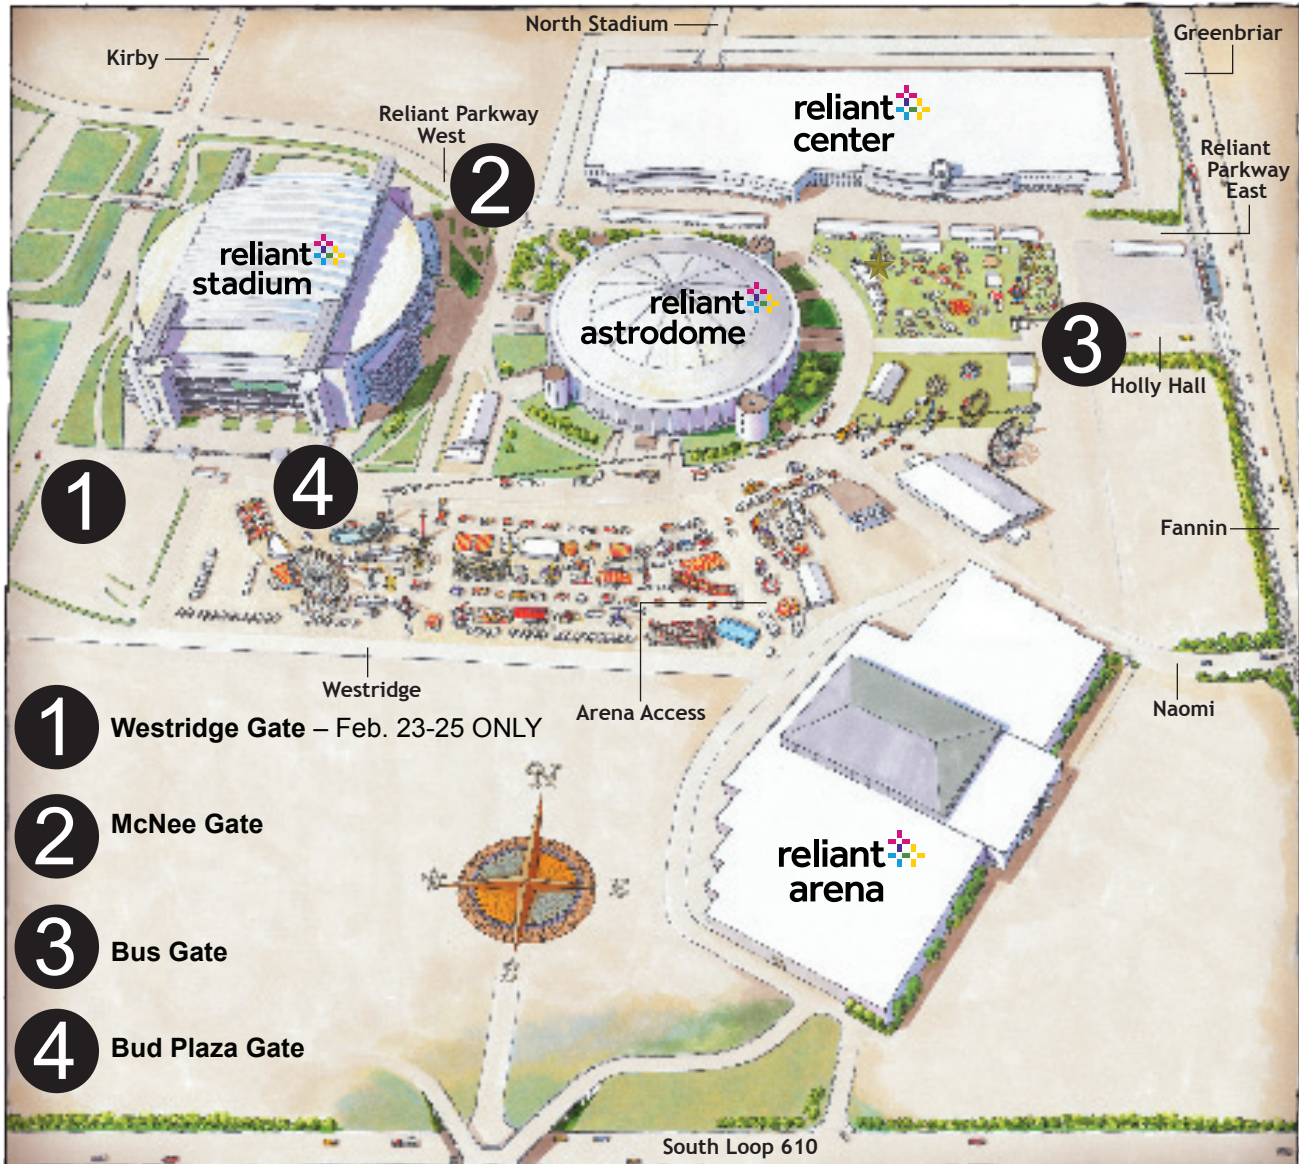 North Stadium
Greenbriar
Kirby
reliant
center
Reliant Parkway
West
2
Reliant
Parkway
East
reliant
stadium
reliant
astrodome
3
Holly Hall
1
4
Fannin
Westridge
Arena Access
Naomi
1 Westridge Gate – Feb. 23-25 ONLY
2 McNee Gate
reliant
arena
3 Bus Gate
4 Bud Plaza Gate
South Loop 610